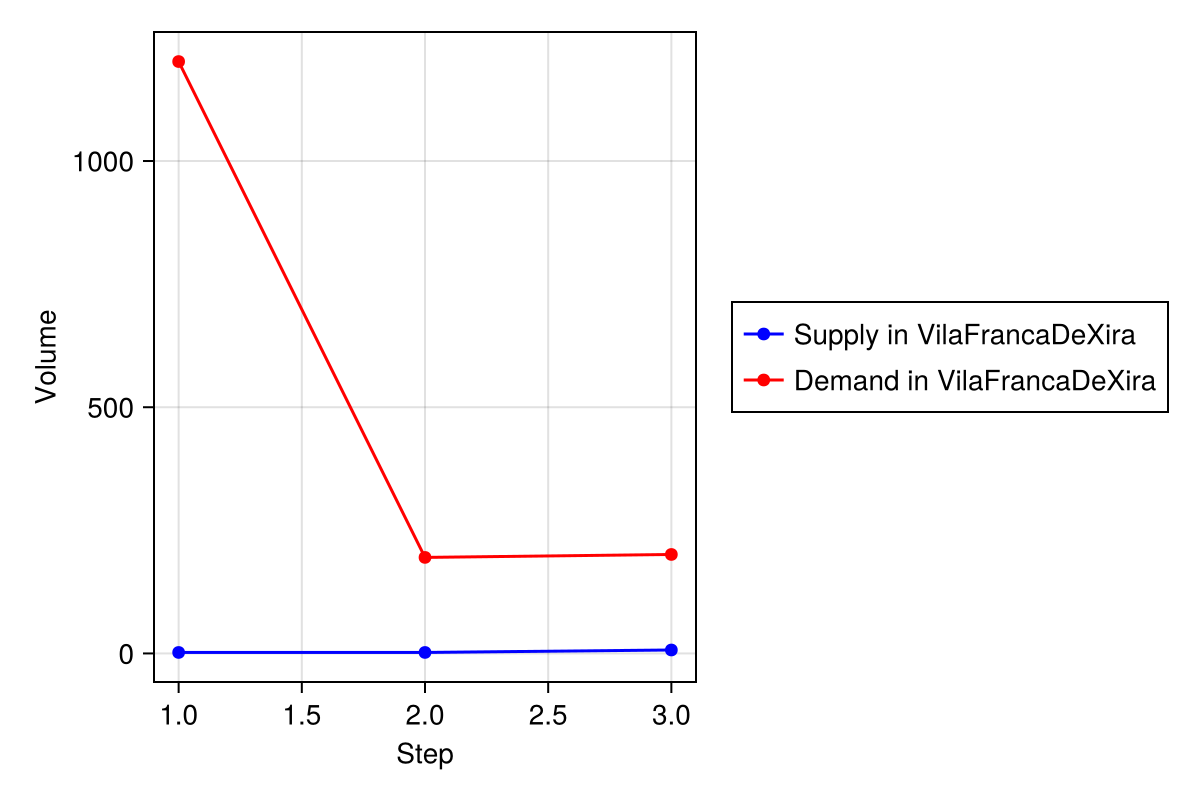 1000
500
0
Volume
1.0 1.5 2.0 2.5 3.0
Step
Supply in VilaFrancaDeXira
Demand in VilaFrancaDeXira